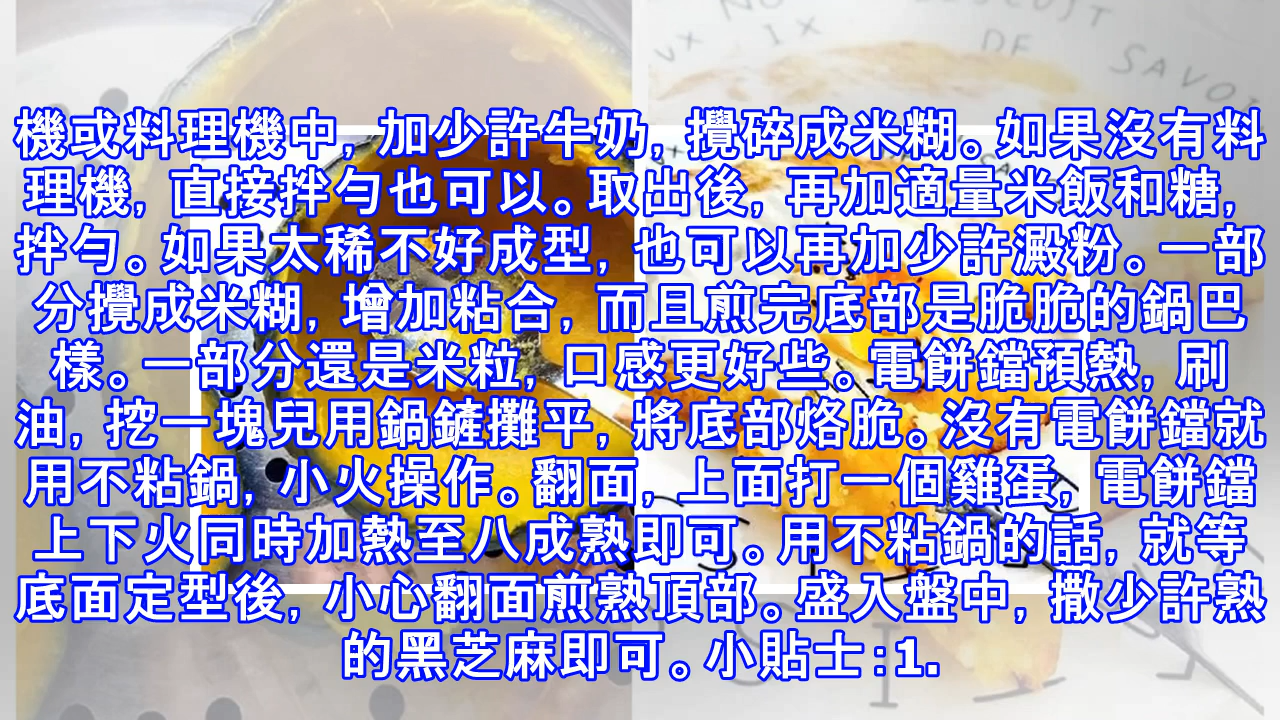 NO
DE
SAVOI
IX
機或料理機中, 加少許牛奶, 攪碎成米糊。如果沒有料
理機, 直接拌勻也可以。取出後, 再加適量米飯和糖,
拌勻。如果太稀不好成型, 也可以再加少許澱粉。一部
分攪成米糊, 增加粘合, 而且煎完底部是脆脆的鍋巴
樣。一部分還是米粒, 口感更好些。電餅鐺預熱, 刷
油, 挖一塊兒用鍋鏟攤平, 將底部烙脆。沒有電餅鐺就
用不粘鍋, 小火操作。翻面, 上面打一個雞蛋, 電餅鐺
上下火同時加熱至八成熟即可。用不粘鍋的話, 就等
底面定型後, 小心翻面煎熟頂部。盛入盤中, 撒少許熟
的黑芝麻即可。小貼士:1.